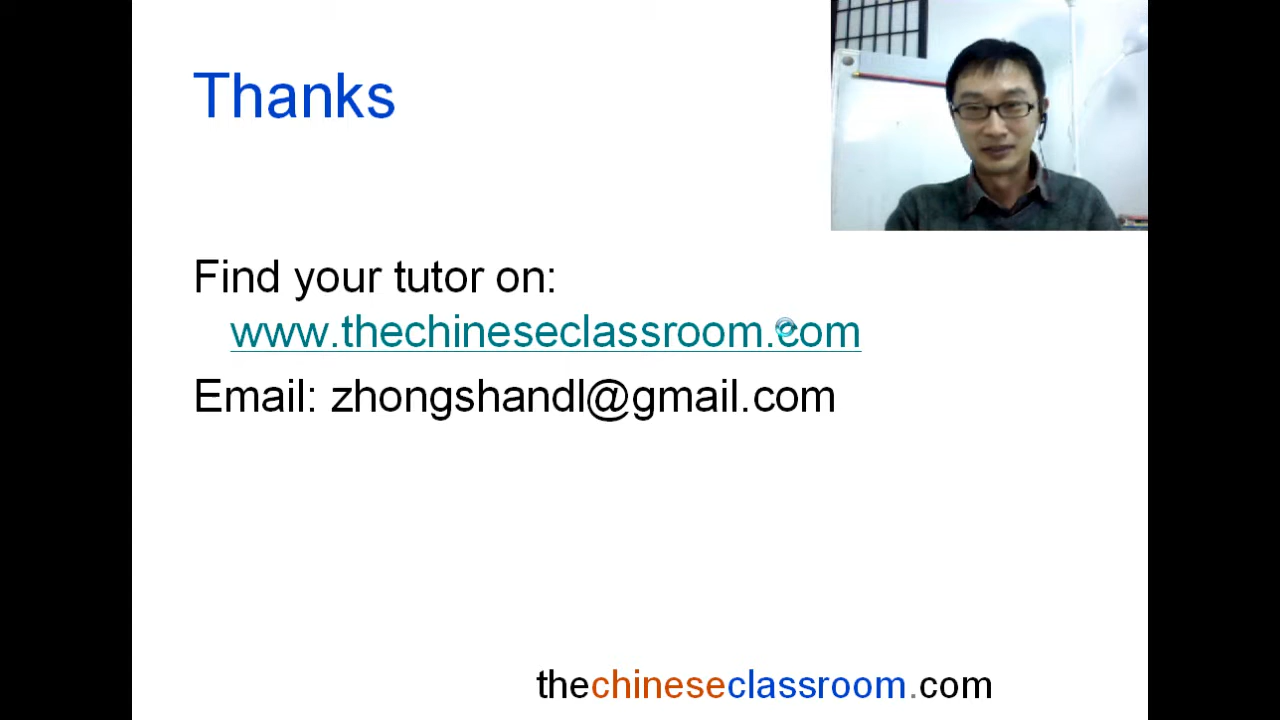 Thanks
Find your tutor on:
www.thechineseclassroom.com
Email: zhongshandl@gmail.com
thechineseclassroom.com